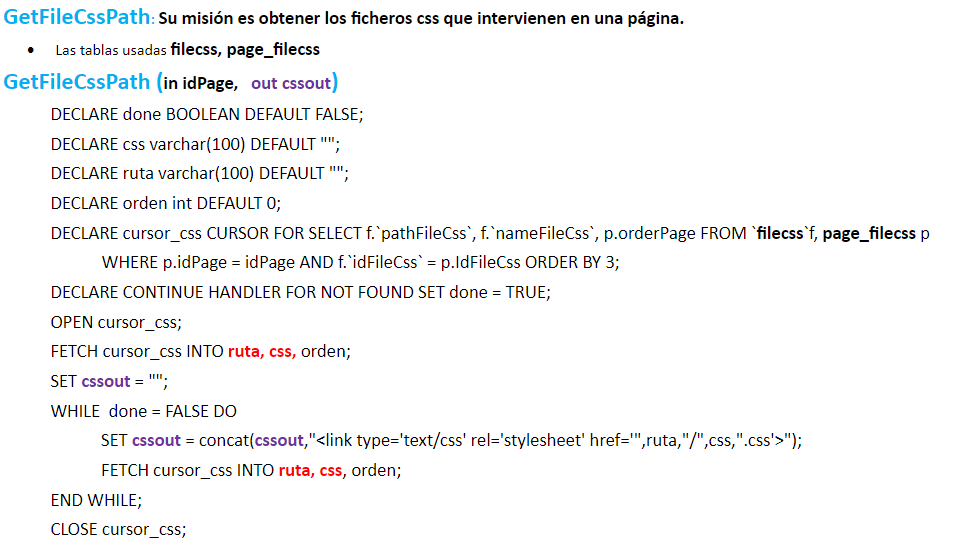 GetFileCssPath: Su misión es obtener los ficheros css que intervienen en una página.
• Las tablas usadas filecss, page_filecss
GetFileCssPath (in idPage, out cssout)
DECLARE done BOOLEAN DEFAULT FALSE;
DECLARE css varchar(100) DEFAULT "";
DECLARE ruta varchar(100) DEFAULT "";
DECLARE orden int DEFAULT 0;
DECLARE cursor_css CURSOR FOR SELECT f.`pathFileCss`, f.`nameFileCss`, p.orderPage FROM `filecss`f, page_filecss p
WHERE p.idPage = idPage AND f.`idFileCss` = p.IdFileCss ORDER BY 3;
DECLARE CONTINUE HANDLER FOR NOT FOUND SET done = TRUE;
OPEN cursor_css;
FETCH cursor_css INTO ruta, css, orden;
SET cssout = "";
WHILE done = FALSE DO
SET cssout = concat(cssout,"<link type='text/css' rel='stylesheet' href='",ruta,"/",css,".css'>");
FETCH cursor_css INTO ruta, css, orden;
END WHILE;
CLOSE cursor_css;